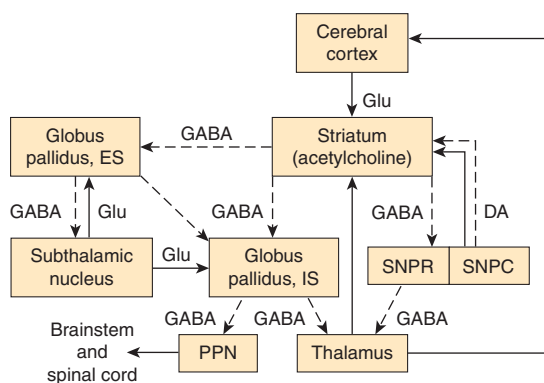 Cerebral
cortex
Glu
Globus
pallidus, ES
GABA
Striatum
(acetylcholine)
GABA
Glu
GABA
GABA
DA
Subthalamic
nucleus
Glu
Globus
pallidus, IS
SNPR
SNPC
GABA
GABA
GABA
Brainstem
and
spinal cord
PPN
Thalamus